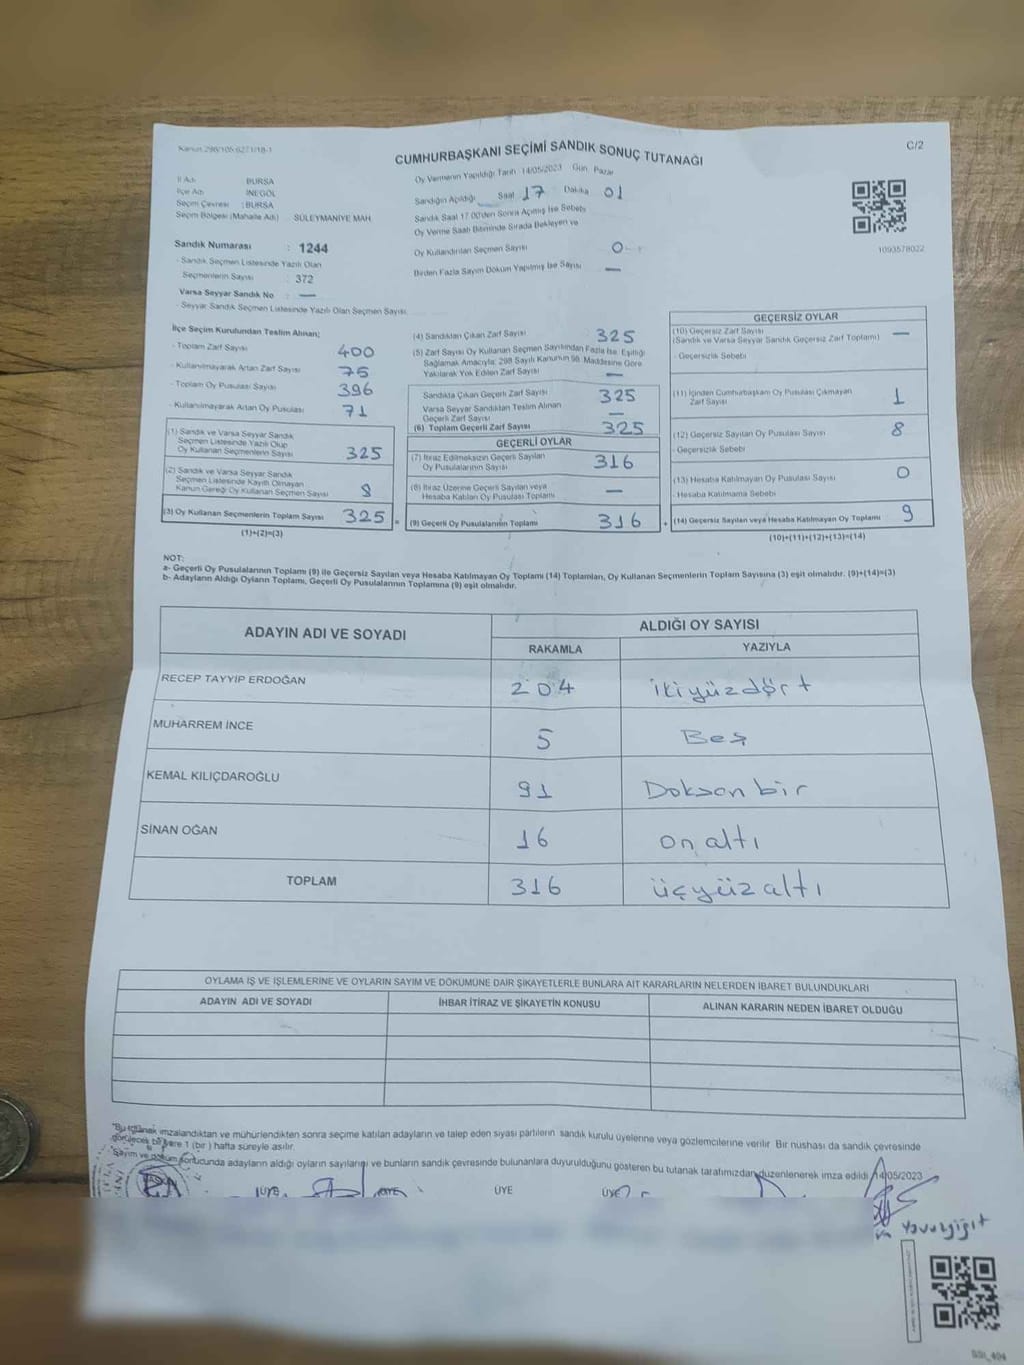 Kanun 298/105 6271/18-1
CUMHURBAŞKANI SEÇİMİ SANDIK SONUÇ TUTANAĞI
C/2
Oy Vermenin Yapıldığı Tarih 14/05/2023 Gün Pazar
İl Adı BURSA
İlçe Adı İNEGÖL
Seçim Çevresi : BURSA
Seçim Bölgesi (Mahalle Adı) SÜLEYMANİYE MAH.
Sandığın Açıldığı Saat 17 Dakika 01
Sandık Saat 17.00'den Sonra Açılmış İse Sebebi
Oy Verme Saati Bitiminde Sırada Bekleyen ve
Oy Kullandırılan Seçmen Sayısı 0
Birden Fazla Sayım Döküm Yapılmış İse Sayısı —
1093578022
Sandık Numarası : 1244
- Sandık Seçmen Listesinde Yazılı Olan
Seçmenlerin Sayısı : 372
Varsa Seyyar Sandık No : —
- Seyyar Sandık Seçmen Listesinde Yazılı Olan Seçmen Sayısı
İlçe Seçim Kurulundan Teslim Alınan;
- Toplam Zarf Sayısı 400
- Kullanılmayarak Artan Zarf Sayısı 75
- Toplam Oy Pusulası Sayısı 396
- Kullanılmayarak Artan Oy Pusulası 71
(1) Sandık ve Varsa Seyyar Sandık
Seçmen Listesinde Yazılı Olup
Oy Kullanan Seçmenlerin Sayısı 325
(2) Sandık ve Varsa Seyyar Sandık
Seçmen Listesinde Kayıtlı Olmayan
Kanun Gereği Oy Kullanan Seçmen Sayısı
(3) Oy Kullanan Seçmenlerin Toplam Sayısı 325
(1)+(2)=(3)
(4) Sandıktan Çıkan Zarf Sayısı 325
(5) Zarf Sayısı Oy Kullanan Seçmen Sayısından Fazla İse, Eşitliği
Sağlamak Amacıyla; 298 Sayılı Kanunun 98. Maddesine Göre
Yakılarak Yok Edilen Zarf Sayısı —
Sandıkta Çıkan Geçerli Zarf Sayısı 325
Varsa Seyyar Sandıktan Teslim Alınan
Geçerli Zarf Sayısı —
(6) Toplam Geçerli Zarf Sayısı 325
GEÇERLİ OYLAR
(7) İtiraz Edilmeksizin Geçerli Sayılan
Oy Pusulalarının Sayısı 316
(8) İtiraz Üzerine Geçerli Sayılan veya
Hesaba Katılan Oy Pusulası Toplamı —
(9) Geçerli Oy Pusulalarının Toplamı 316
GEÇERSİZ OYLAR
(10) Geçersiz Zarf Sayısı —
(Sandık ve Varsa Seyyar Sandık Geçersiz Zarf Toplamı)
- Geçersizlik Sebebi
(11) İçinden Cumhurbaşkanı Oy Pusulası Çıkmayan
Zarf Sayısı 1
(12) Geçersiz Sayılan Oy Pusulası Sayısı 8
- Geçersizlik Sebebi
(13) Hesaba Katılmayan Oy Pusulası Sayısı 0
- Hesaba Katılmama Sebebi
(14) Geçersiz Sayılan veya Hesaba Katılmayan Oy Toplamı 9
(10)+(11)+(12)+(13)=(14)
NOT:
a- Geçerli Oy Pusulalarının Toplamı (9) ile Geçersiz Sayılan veya Hesaba Katılmayan Oy Toplamı (14) Toplamları, Oy Kullanan Seçmenlerin Toplam Sayısına (3) eşit olmalıdır. (9)+(14)=(3)
b- Adayların Aldığı Oyların Toplamı, Geçerli Oy Pusulalarının Toplamına (9) eşit olmalıdır.
ADAYIN ADI VE SOYADI ALDIĞI OY SAYISI
RAKAMLA YAZIYLA
RECEP TAYYİP ERDOĞAN 204 ikiyüzdört
MUHARREM İNCE 5 Beş
KEMAL KILIÇDAROĞLU 91 Doksan bir
SİNAN OĞAN 16 on altı
TOPLAM 316 üçyüz altı
OYLAMA İŞ VE İŞLEMLERİNE VE OYLARIN SAYIM VE DÖKÜMÜNE DAİR ŞİKAYETLERLE BUNLARA AİT KARARLARIN NELERDEN İBARET BULUNDUKLARI
ADAYIN ADI VE SOYADI İHBAR İTİRAZ VE ŞİKAYETİN KONUSU ALINAN KARARIN NEDEN İBARET OLDUĞU
"Bu tutanak imzalandıktan ve mühürlendikten sonra seçime katılan adayların ve talep eden siyasi partilerin sandık kurulu üyelerine veya gözlemcilerine verilir. Bir nüshası da sandık çevresinde
görülecek bir yere 1 (bir) hafta süreyle asılır.
"Sayım ve döküm sonucunda adayların aldığı oyların sayılarını ve bunların sandık çevresinde bulunanlara duyurulduğunu gösteren bu tutanak tarafımızdan düzenlenerek imza edildi. 14/05/2023
BAŞKAN ÜYE ÜYE ÜYE ÜYE
Yavuz yiğit